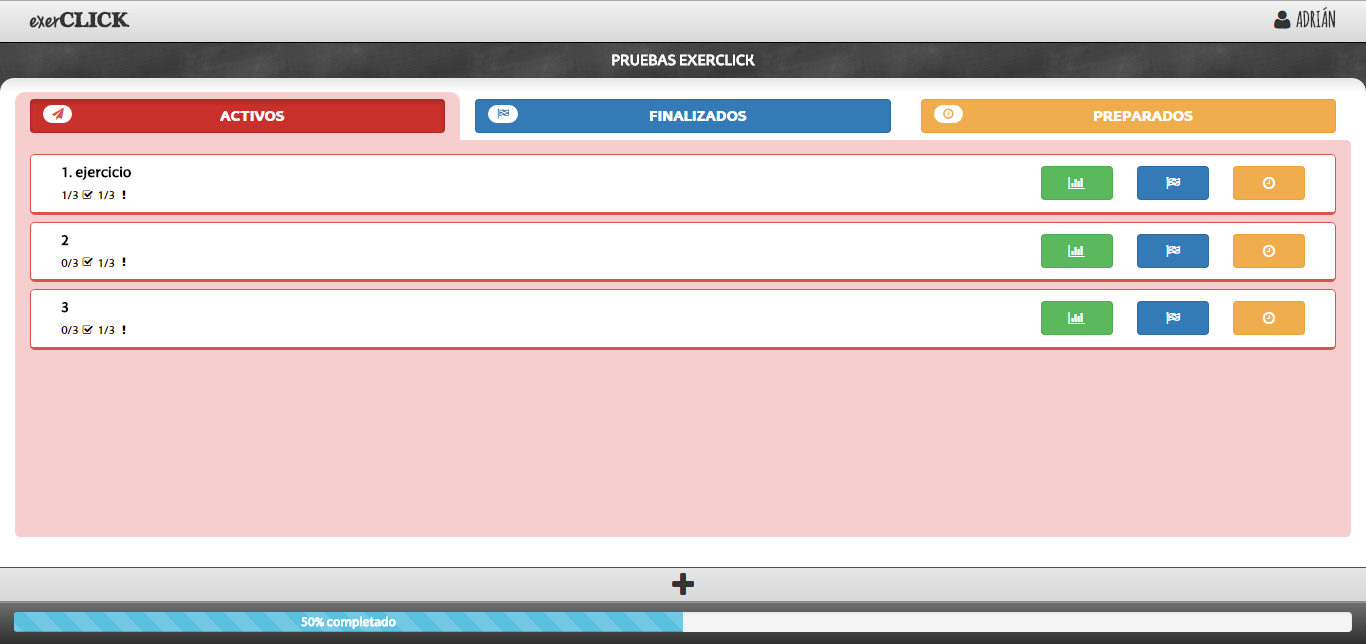 exerCLICK
ADRIÁN
PRUEBAS EXERCLICK
ACTIVOS
FINALIZADOS
PREPARADOS
1. ejercicio
1/3 1/3 !
2
0/3 1/3 !
3
0/3 1/3 !
50% completado